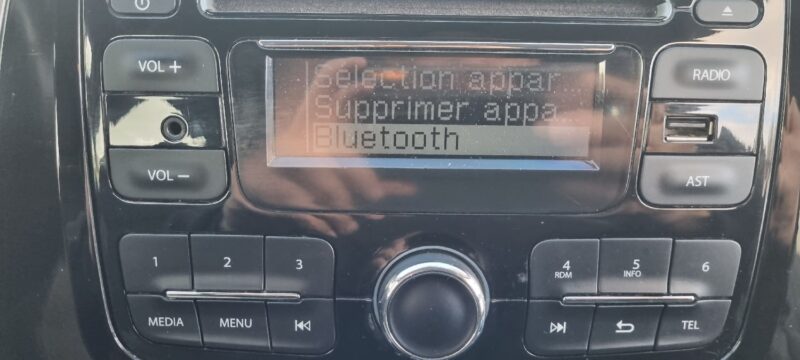 VOL +
Sélection appar...
Supprimer appa...
Bluetooth
RADIO
VOL –
AST
1
2
3
4
RDM
5
INFO
6
MEDIA
MENU
TEL